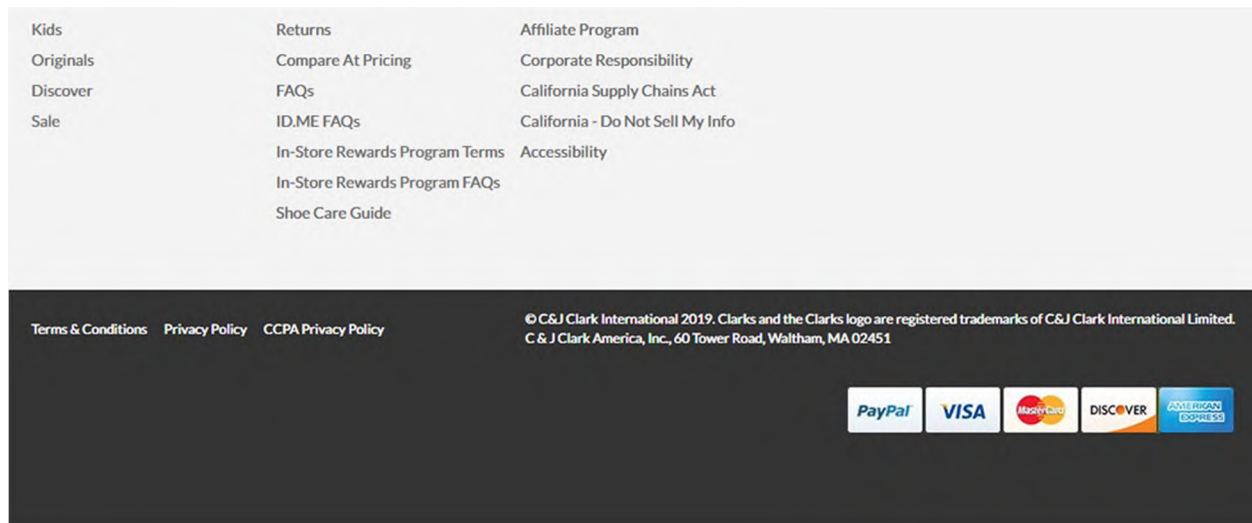 Kids
Originals
Discover
Sale
Returns
Compare At Pricing
FAQs
ID.ME FAQs
In-Store Rewards Program Terms
In-Store Rewards Program FAQs
Shoe Care Guide
Affiliate Program
Corporate Responsibility
California Supply Chains Act
California - Do Not Sell My Info
Accessibility
Terms & Conditions Privacy Policy CCPA Privacy Policy
© C&J Clark International 2019. Clarks and the Clarks logo are registered trademarks of C&J Clark International Limited.
C & J Clark America, Inc., 60 Tower Road, Waltham, MA 02451
PayPal VISA MasterCard DISCOVER AMERICAN EXPRESS